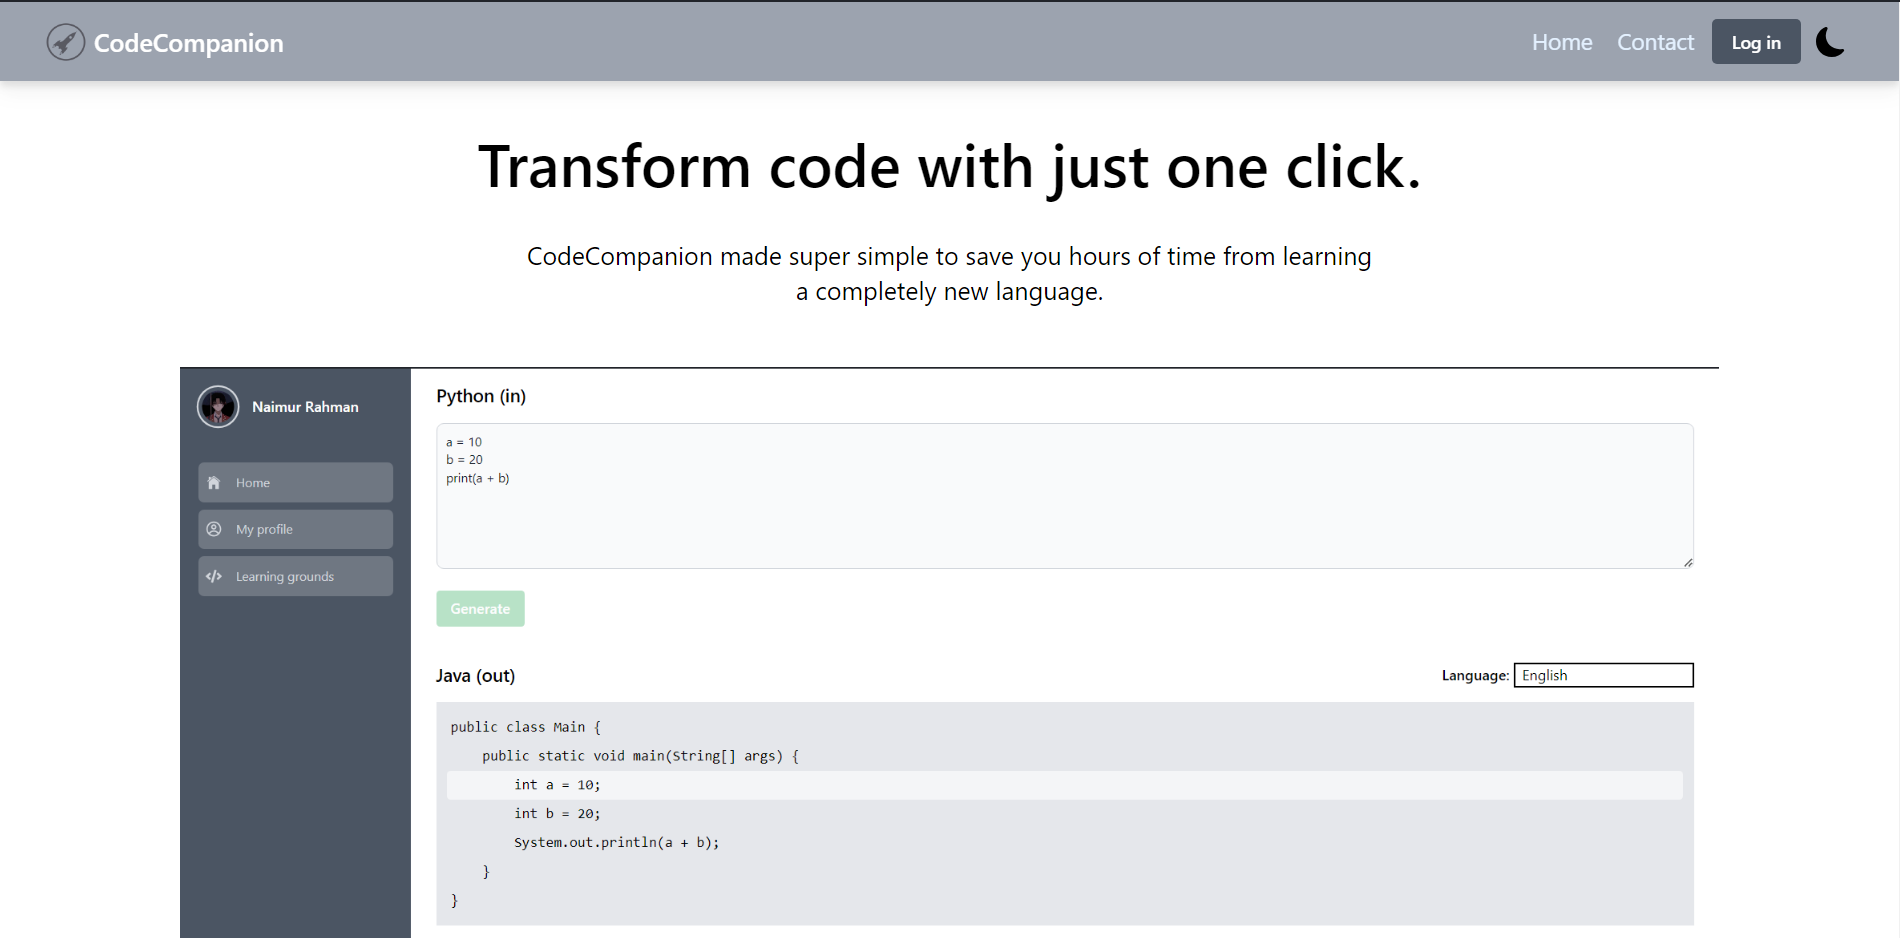 CodeCompanion
Home
Contact
Log in
Transform code with just one click.
CodeCompanion made super simple to save you hours of time from learning
a completely new language.
Naimur Rahman
Home
My profile
Learning grounds
Python (in)
a = 10
b = 20
print(a + b)
Generate
Java (out)
Language: English
public class Main {
    public static void main(String[] args) {
        int a = 10;
        int b = 20;
        System.out.println(a + b);
    }
}